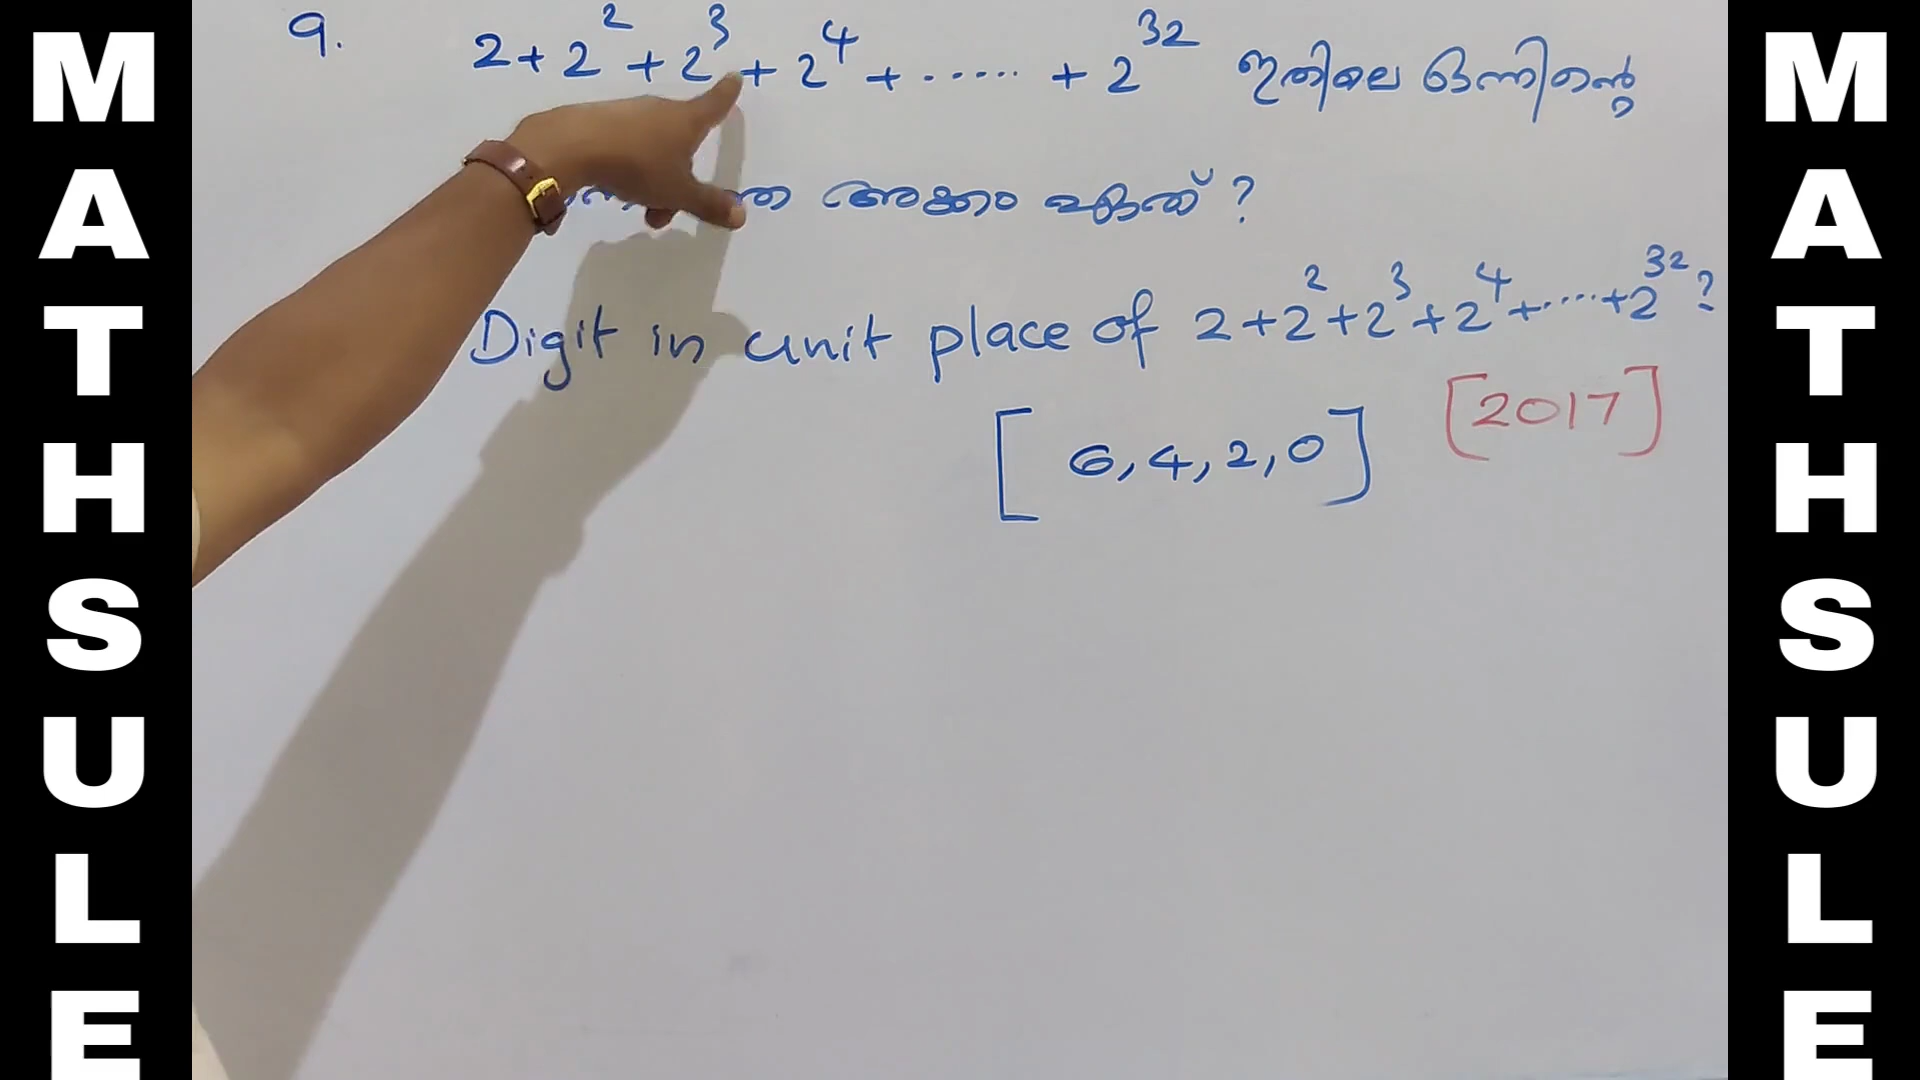 MATHSULE
9. 2 + 2² + 2³ + 2⁴ + ...... + 2³² ഇതിലെ ഒന്നിന്റെ
അക്കം ഏത് ?
Digit in unit place of 2+2²+2³+2⁴+.....+2³² ?
[ 6, 4, 2, 0 ] [2017]
MATHSULE